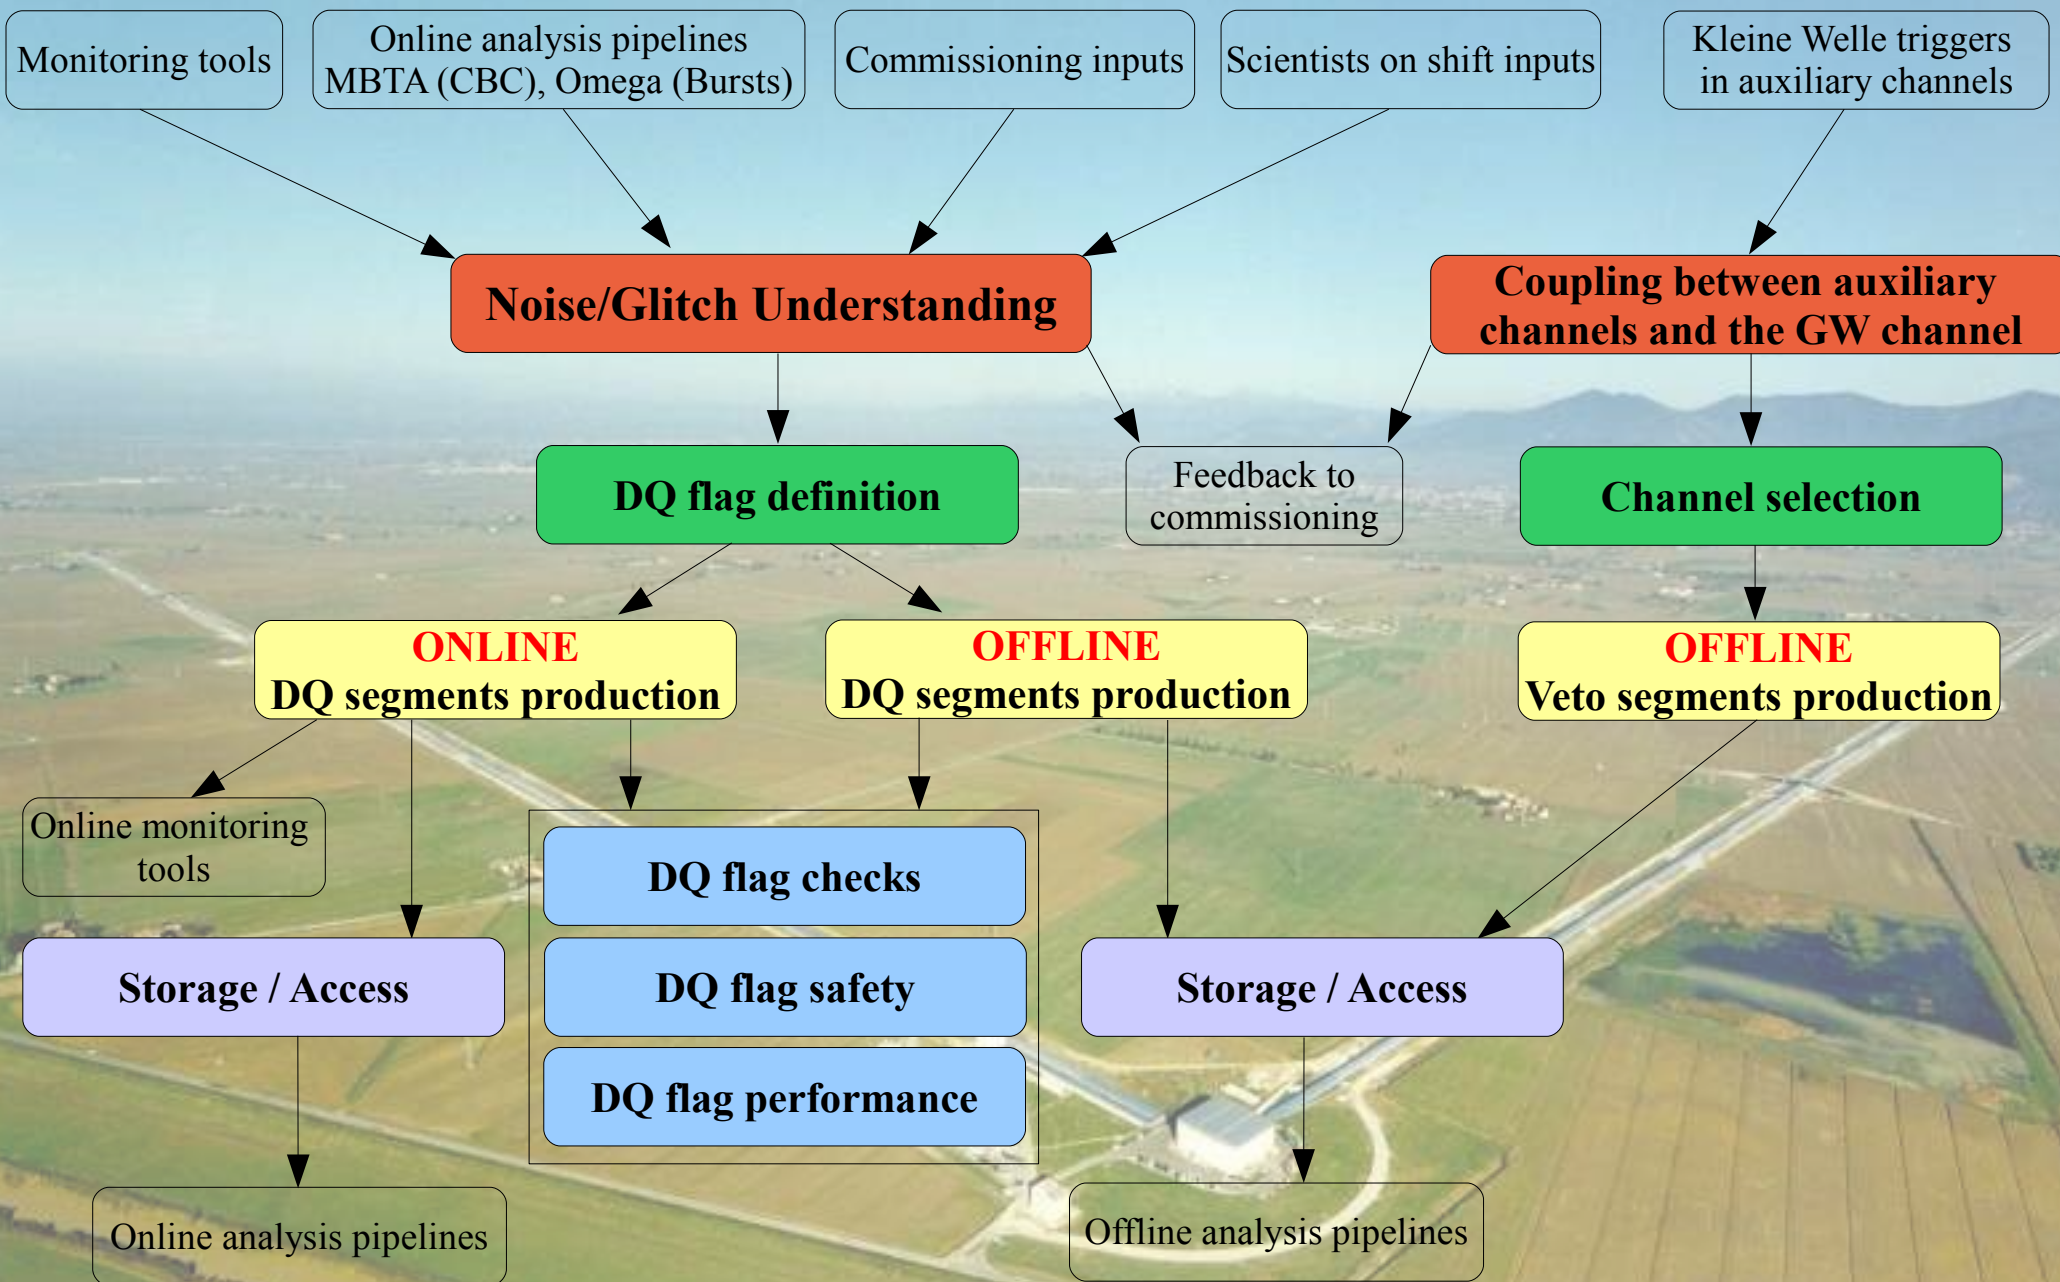 Monitoring tools
Online analysis pipelines
MBTA (CBC), Omega (Bursts)
Commissioning inputs
Scientists on shift inputs
Kleine Welle triggers
in auxiliary channels
Noise/Glitch Understanding
Coupling between auxiliary
channels and the GW channel
DQ flag definition
Feedback to
commissioning
Channel selection
ONLINE
DQ segments production
OFFLINE
DQ segments production
OFFLINE
Veto segments production
Online monitoring
tools
DQ flag checks
Storage / Access
DQ flag safety
Storage / Access
DQ flag performance
Online analysis pipelines
Offline analysis pipelines